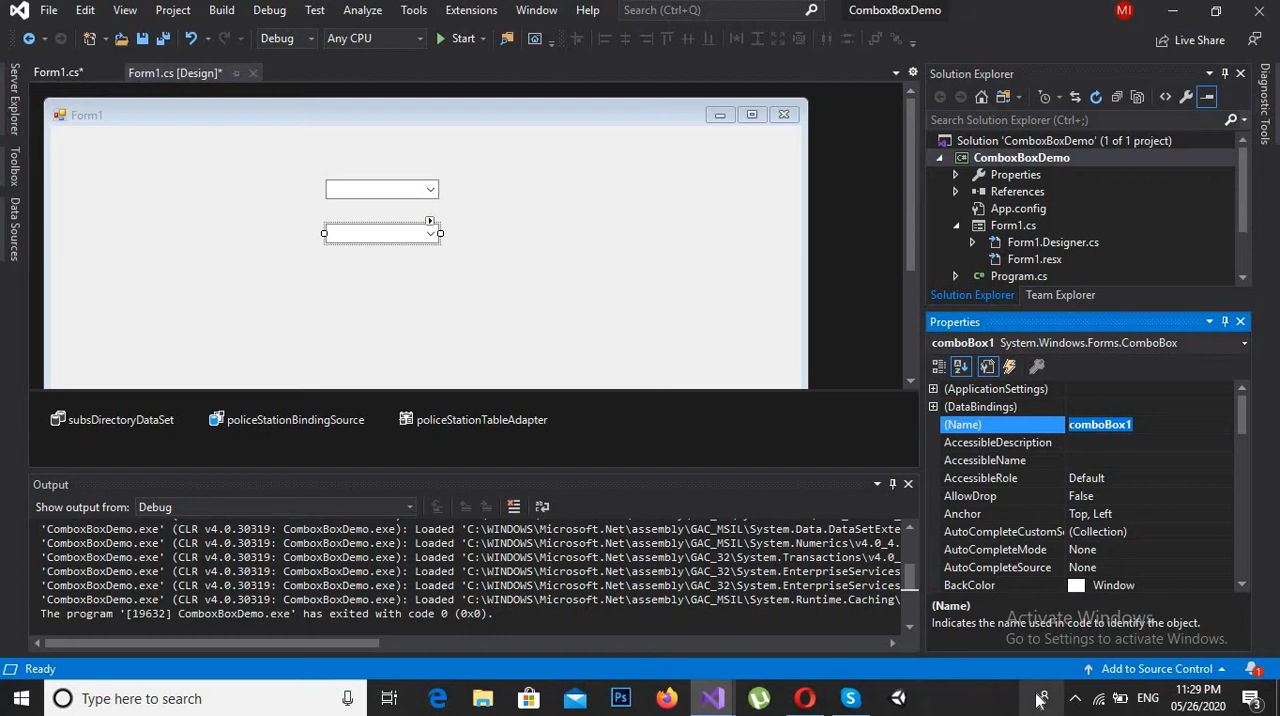 File Edit View Project Build Debug Test Analyze Tools Extensions Window Help Search (Ctrl+Q) ComboxBoxDemo MI
Debug Any CPU Start Live Share
Form1.cs* Form1.cs [Design]*
Server Explorer
Toolbox
Data Sources
Form1
subsDirectoryDataSet policeStationBindingSource policeStationTableAdapter
Output
Show output from: Debug
'ComboxBoxDemo.exe' (CLR v4.0.30319: ComboxBoxDemo.exe): Loaded 'C:\WINDOWS\Microsoft.Net\assembly\GAC_MSIL\System.Data.DataSetExte
'ComboxBoxDemo.exe' (CLR v4.0.30319: ComboxBoxDemo.exe): Loaded 'C:\WINDOWS\Microsoft.Net\assembly\GAC_MSIL\System.Numerics\v4.0_4.
'ComboxBoxDemo.exe' (CLR v4.0.30319: ComboxBoxDemo.exe): Loaded 'C:\WINDOWS\Microsoft.Net\assembly\GAC_32\System.Transactions\v4.0_
'ComboxBoxDemo.exe' (CLR v4.0.30319: ComboxBoxDemo.exe): Loaded 'C:\WINDOWS\Microsoft.Net\assembly\GAC_32\System.EnterpriseServices
'ComboxBoxDemo.exe' (CLR v4.0.30319: ComboxBoxDemo.exe): Loaded 'C:\WINDOWS\Microsoft.Net\assembly\GAC_32\System.EnterpriseServices
'ComboxBoxDemo.exe' (CLR v4.0.30319: ComboxBoxDemo.exe): Loaded 'C:\WINDOWS\Microsoft.Net\assembly\GAC_MSIL\System.Runtime.Caching\
The program '[19632] ComboxBoxDemo.exe' has exited with code 0 (0x0).
Solution Explorer
Search Solution Explorer (Ctrl+;)
Solution 'ComboxBoxDemo' (1 of 1 project)
ComboxBoxDemo
Properties
References
App.config
Form1.cs
Form1.Designer.cs
Form1.resx
Program.cs
Solution Explorer Team Explorer
Diagnostic Tools
Properties
comboBox1 System.Windows.Forms.ComboBox
(ApplicationSettings)
(DataBindings)
(Name) comboBox1
AccessibleDescription
AccessibleName
AccessibleRole Default
AllowDrop False
Anchor Top, Left
AutoCompleteCustomSo (Collection)
AutoCompleteMode None
AutoCompleteSource None
BackColor Window
(Name)
Indicates the name used in code to identify the object.
Activate Windows
Go to Settings to activate Windows.
Ready Add to Source Control 1
Type here to search Ps ENG 11:29 PM
05/26/2020 3